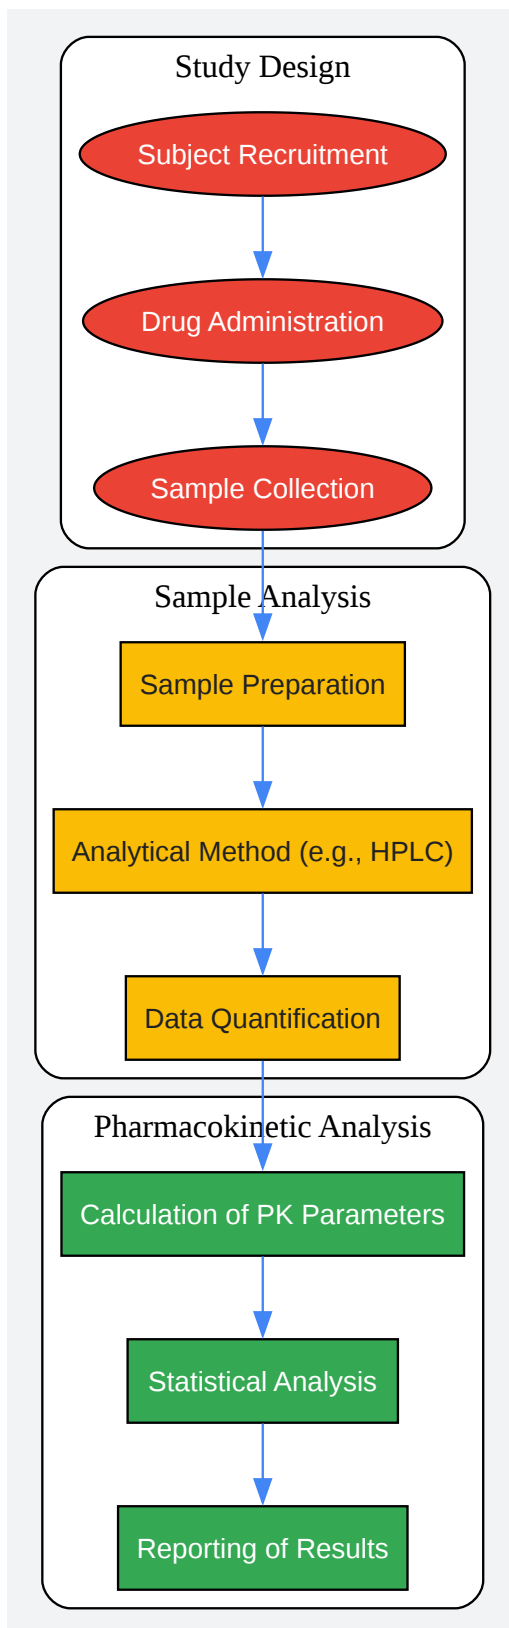 Study Design
Subject Recruitment
Drug Administration
Sample Collection
Sample Analysis
Sample Preparation
Analytical Method (e.g., HPLC)
Data Quantification
Pharmacokinetic Analysis
Calculation of PK Parameters
Statistical Analysis
Reporting of Results